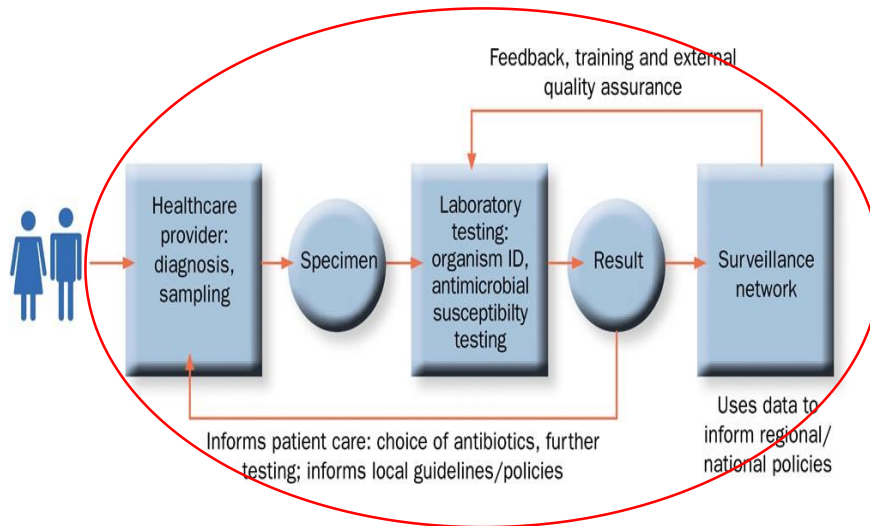 Feedback, training and external
quality assurance
Healthcare
provider:
diagnosis,
sampling
Specimen
Laboratory
testing:
organism ID,
antimicrobial
susceptibilty
testing
Result
Surveillance
network
Informs patient care: choice of antibiotics, further
testing; informs local guidelines/policies
Uses data to
inform regional/
national policies